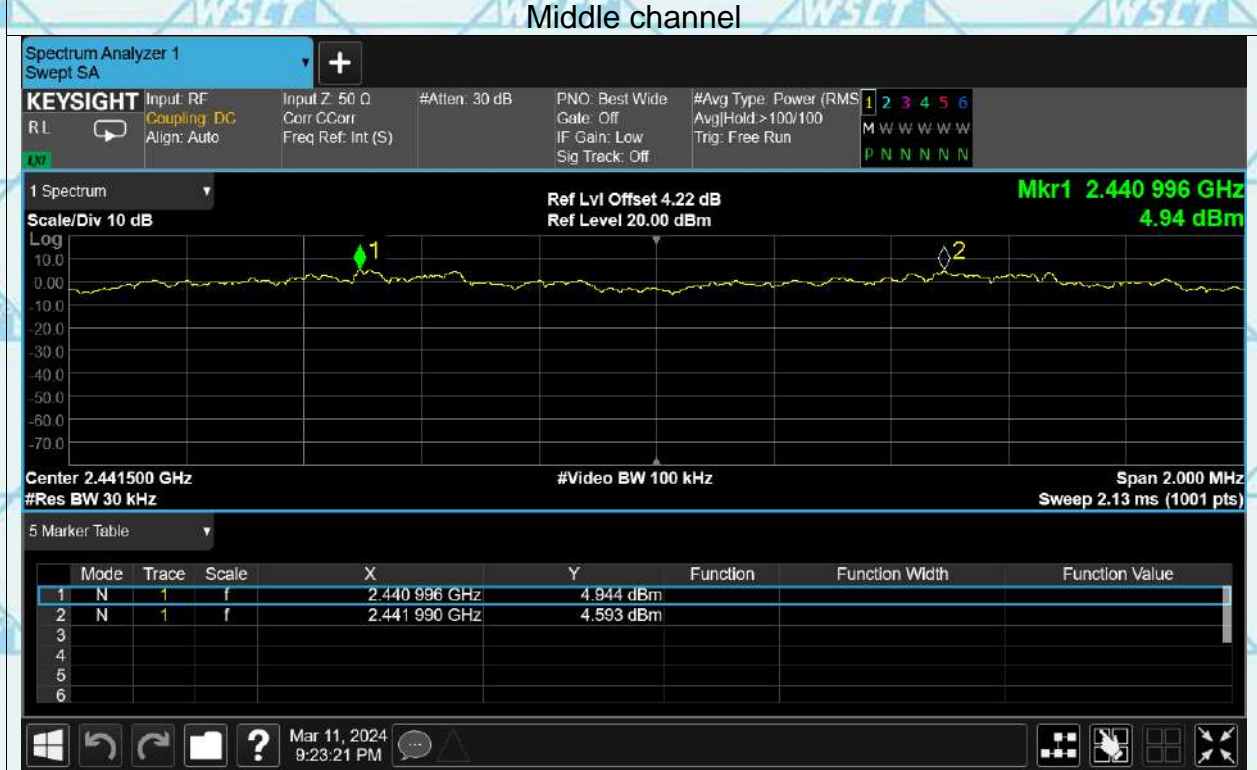 Middle channel
Spectrum Analyzer 1
Swept SA
KEYSIGHT
RL
LXI
Input: RF
Coupling: DC
Align: Auto
Input Z: 50 Ω
Corr CCorr
Freq Ref: Int (S)
#Atten: 30 dB
PNO: Best Wide
Gate: Off
IF Gain: Low
Sig Track: Off
#Avg Type: Power (RMS
Avg|Hold:>100/100
Trig: Free Run
1 2 3 4 5 6
M W W W W W
P N N N N N
1 Spectrum
Scale/Div 10 dB
Ref Lvl Offset 4.22 dB
Ref Level 20.00 dBm
Mkr1 2.440 996 GHz
4.94 dBm
Log
10.0
0.00
-10.0
-20.0
-30.0
-40.0
-50.0
-60.0
-70.0
1
2
Center 2.441500 GHz
#Video BW 100 kHz
Span 2.000 MHz
#Res BW 30 kHz
Sweep 2.13 ms (1001 pts)
5 Marker Table
Mode Trace Scale X Y Function Function Width Function Value
1 N 1 f 2.440 996 GHz 4.944 dBm
2 N 1 f 2.441 990 GHz 4.593 dBm
3
4
5
6
?
Mar 11, 2024
9:23:21 PM